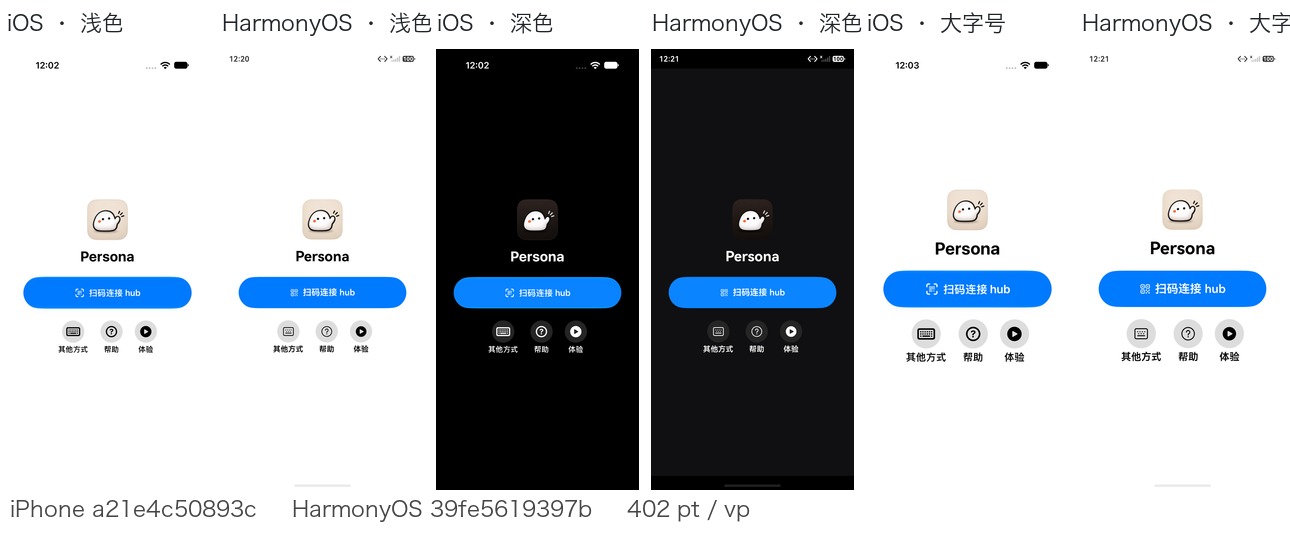 iOS · 浅色
HarmonyOS · 浅色
iOS · 深色
HarmonyOS · 深色
iOS · 大字号
HarmonyOS · 大字
12:02
12:20
100
12:02
12:21
100
12:03
12:21
100
Persona
Persona
Persona
Persona
Persona
Persona
扫码连接 hub
扫码连接 hub
扫码连接 hub
扫码连接 hub
扫码连接 hub
扫码连接 hub
其他方式 帮助 体验
其他方式 帮助 体验
其他方式 帮助 体验
其他方式 帮助 体验
其他方式 帮助 体验
其他方式 帮助 体验
iPhone a21e4c50893c HarmonyOS 39fe5619397b 402 pt / vp